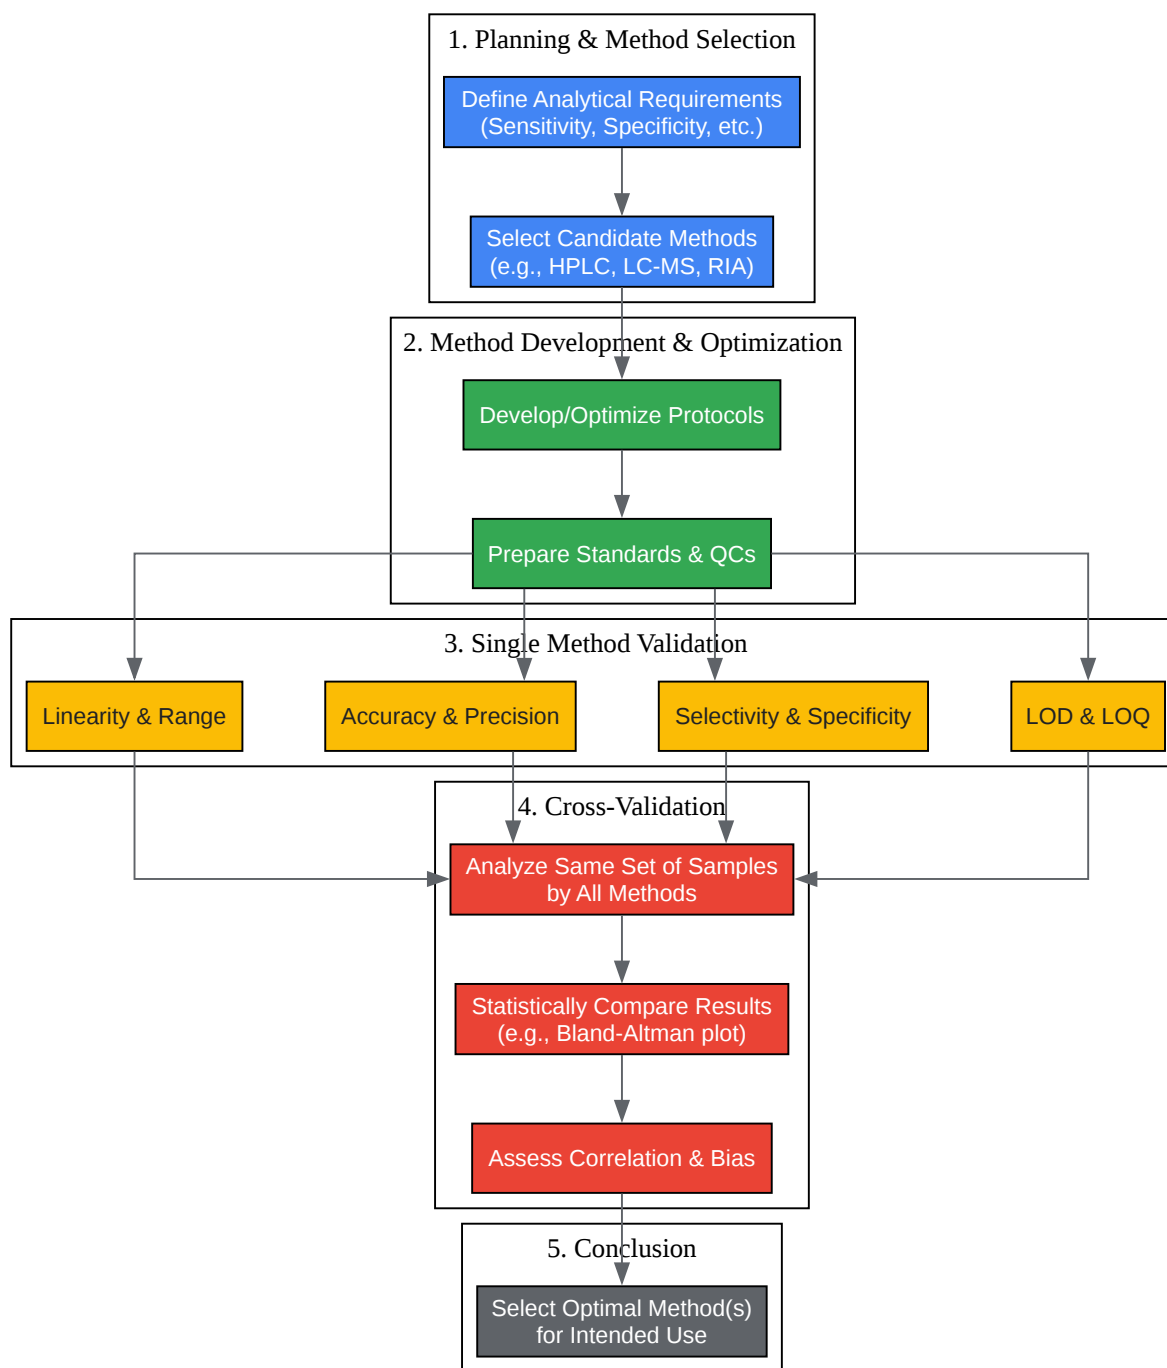 1. Planning & Method Selection
Define Analytical Requirements
(Sensitivity, Specificity, etc.)
Select Candidate Methods
(e.g., HPLC, LC-MS, RIA)
2. Method Development & Optimization
Develop/Optimize Protocols
Prepare Standards & QCs
3. Single Method Validation
Linearity & Range
Accuracy & Precision
Selectivity & Specificity
LOD & LOQ
4. Cross-Validation
Analyze Same Set of Samples
by All Methods
Statistically Compare Results
(e.g., Bland-Altman plot)
Assess Correlation & Bias
5. Conclusion
Select Optimal Method(s)
for Intended Use